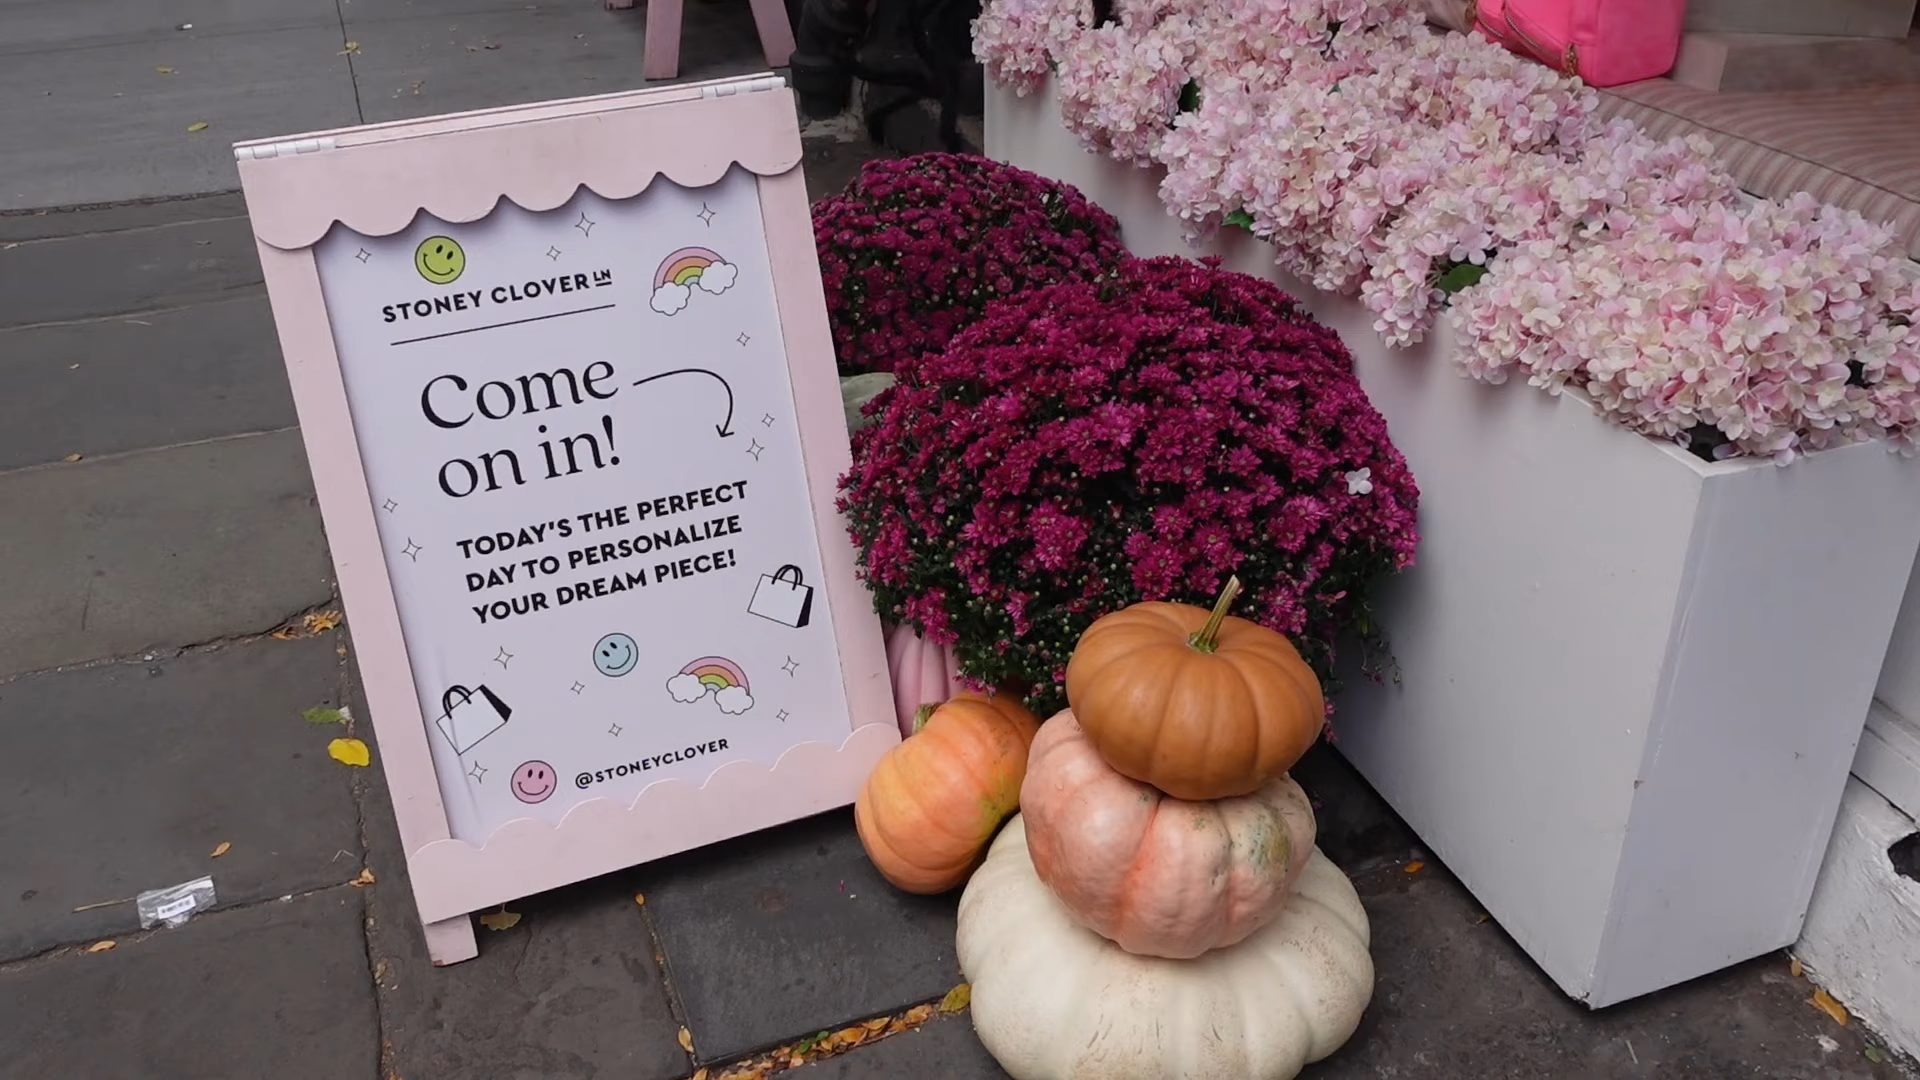 STONEY CLOVER LN
Come
on in!
TODAY'S THE PERFECT
DAY TO PERSONALIZE
YOUR DREAM PIECE!
@STONEYCLOVER